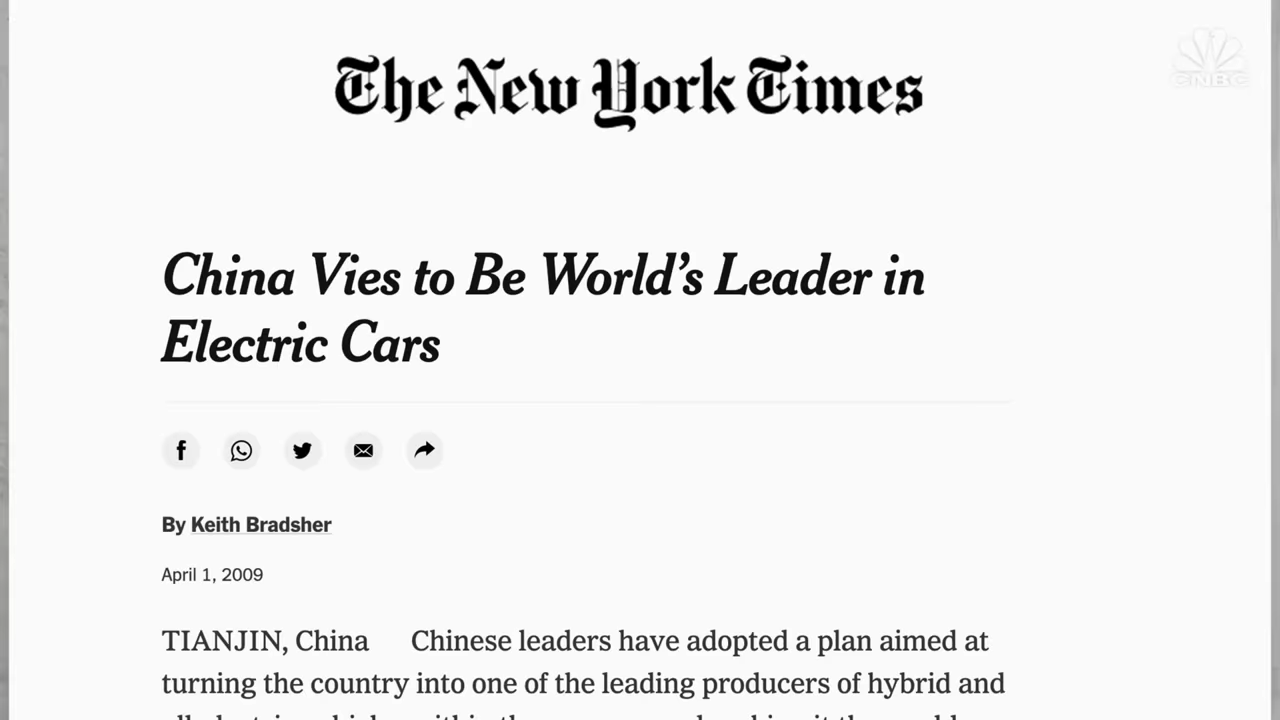 The New York Times
CNBC
China Vies to Be World's Leader in
Electric Cars
By Keith Bradsher
April 1, 2009
TIANJIN, China Chinese leaders have adopted a plan aimed at
turning the country into one of the leading producers of hybrid and